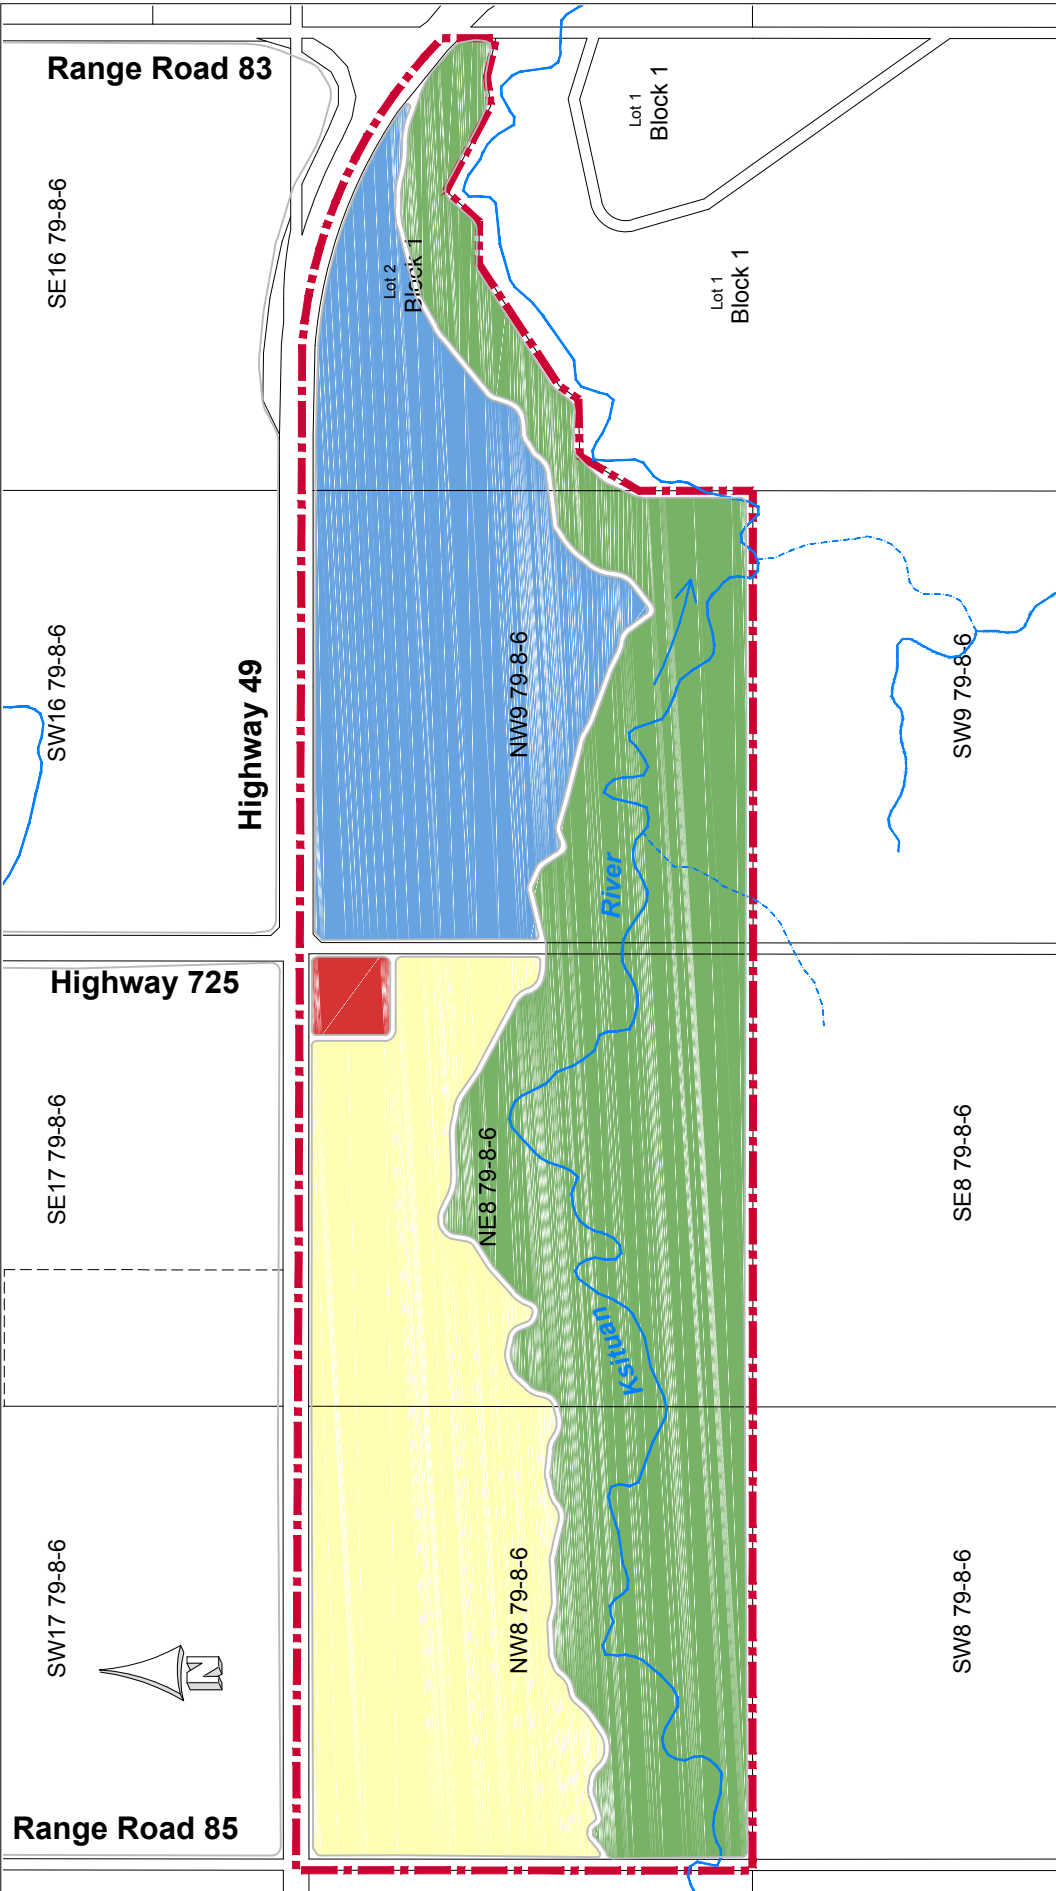 Range Road 83
Lot 1
Block 1
SE16 79-8-6
Lot 2
Block 1
Lot 1
Block 1
SW16 79-8-6
Highway 49
NW9 79-8-6
SW9 79-8-6
River
Highway 725
SE17 79-8-6
NE8 79-8-6
SE8 79-8-6
Ksituan
SW17 79-8-6
NW8 79-8-6
SW8 79-8-6
N
Range Road 85